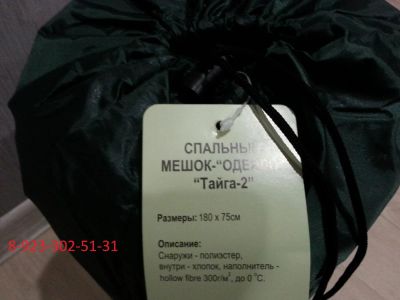 СПАЛЬНЫЙ
МЕШОК-"ОДЕЯЛО"
"Тайга-2"
Размеры: 180 х 75см
Описание:
Снаружи - полиэстер,
внутри - хлопок, наполнитель -
hollow fibre 300г/м², до 0 °С.
8-923-302-51-31